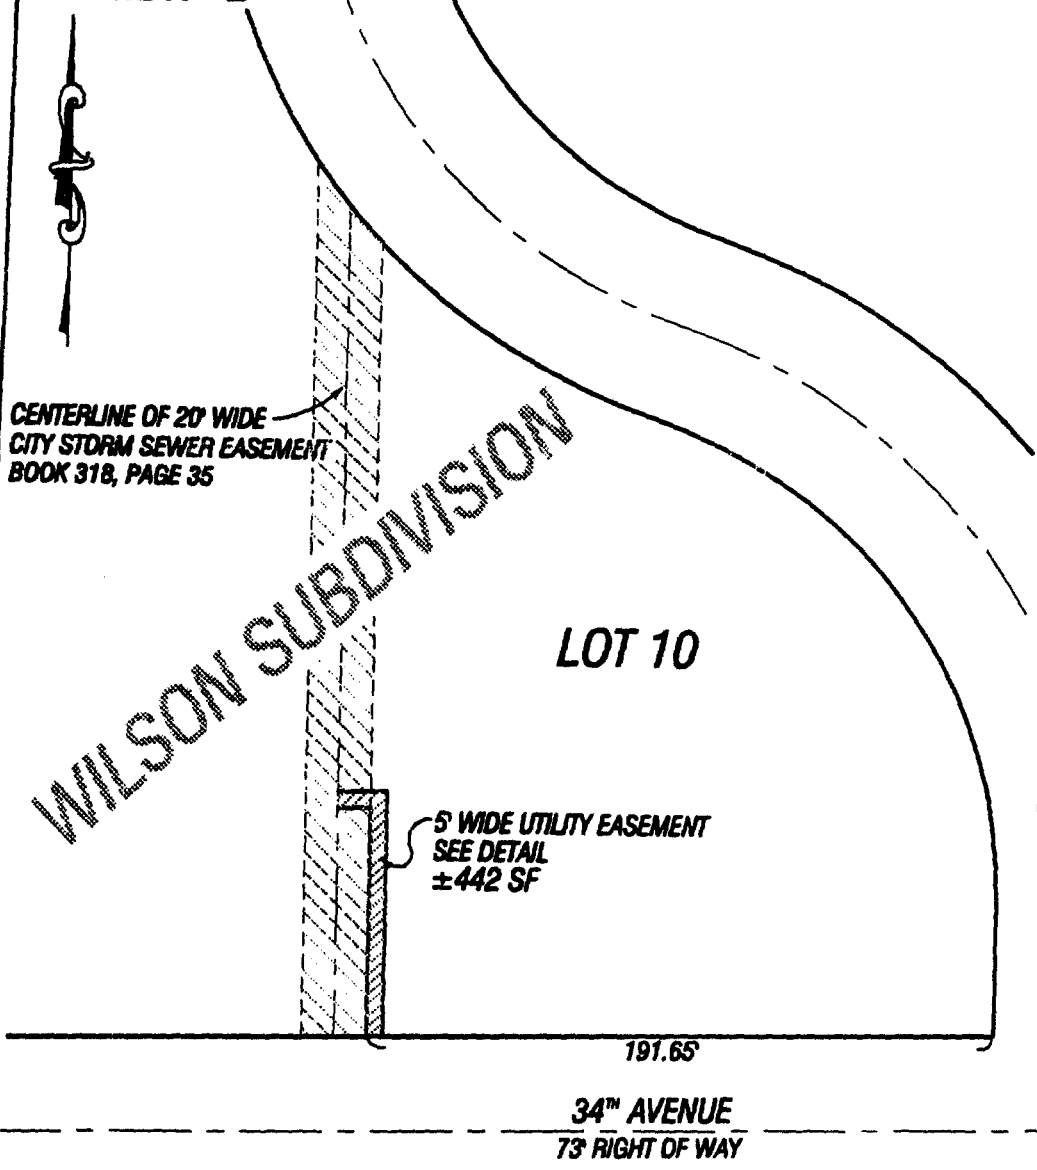 CENTERLINE OF 20' WIDE
CITY STORM SEWER EASEMENT
BOOK 318, PAGE 35
WILSON SUBDIVISION
LOT 10
5' WIDE UTILITY EASEMENT
SEE DETAIL
±442 SF
191.65'
34TH AVENUE
73' RIGHT OF WAY